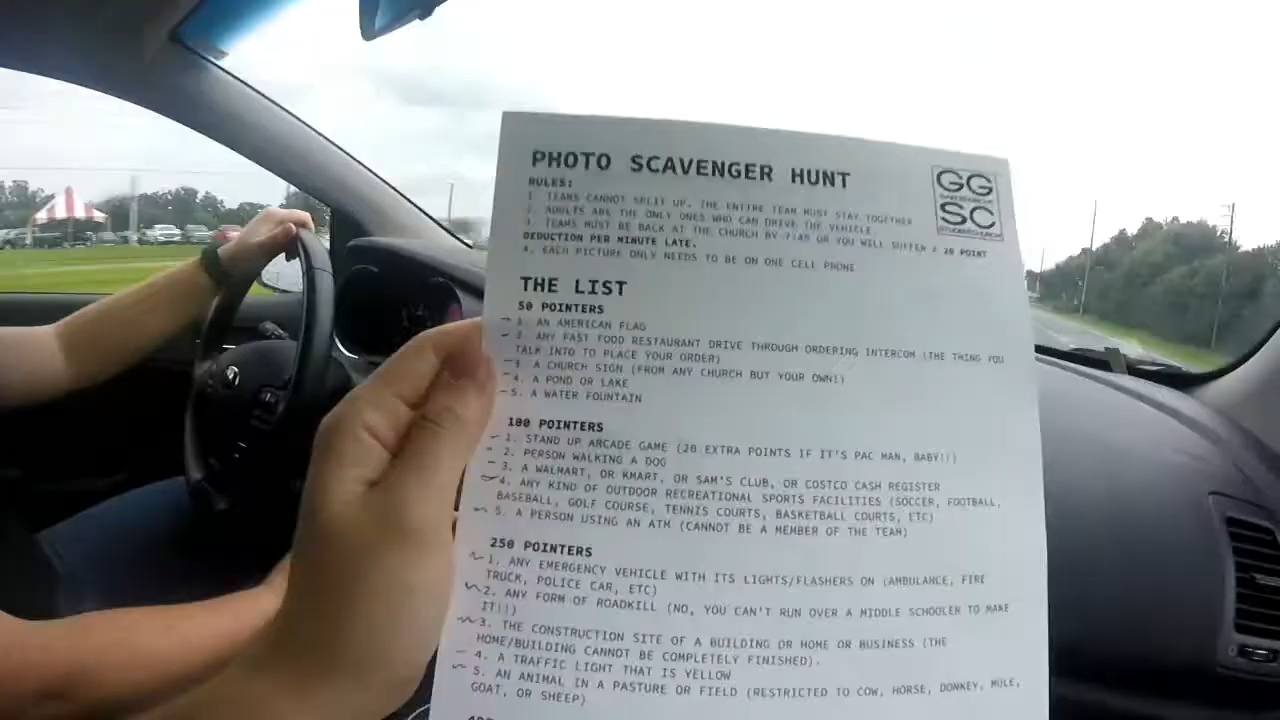 PHOTO SCAVENGER HUNT
GG
SC
RULES:
1. TEAMS CANNOT SPLIT UP. THE ENTIRE TEAM MUST STAY TOGETHER
2. ADULTS ARE THE ONLY ONES WHO CAN DRIVE THE VEHICLE
3. TEAMS MUST BE BACK AT THE CHURCH BY 7:45 OR YOU WILL SUFFER A 20 POINT
DEDUCTION PER MINUTE LATE.
4. EACH PICTURE ONLY NEEDS TO BE ON ONE CELL PHONE
THE LIST
50 POINTERS
1. AN AMERICAN FLAG
2. ANY FAST FOOD RESTAURANT DRIVE THROUGH ORDERING INTERCOM (THE THING YOU
TALK INTO TO PLACE YOUR ORDER)
3. A CHURCH SIGN (FROM ANY CHURCH BUT YOUR OWN!)
4. A POND OR LAKE
5. A WATER FOUNTAIN
100 POINTERS
1. STAND UP ARCADE GAME (20 EXTRA POINTS IF IT'S PAC MAN, BABY!!)
2. PERSON WALKING A DOG
3. A WALMART, OR KMART, OR SAM'S CLUB, OR COSTCO CASH REGISTER
4. ANY KIND OF OUTDOOR RECREATIONAL SPORTS FACILITIES (SOCCER, FOOTBALL,
BASEBALL, GOLF COURSE, TENNIS COURTS, BASKETBALL COURTS, ETC)
5. A PERSON USING AN ATM (CANNOT BE A MEMBER OF THE TEAM)
250 POINTERS
1. ANY EMERGENCY VEHICLE WITH ITS LIGHTS/FLASHERS ON (AMBULANCE, FIRE
TRUCK, POLICE CAR, ETC)
2. ANY FORM OF ROADKILL (NO, YOU CAN'T RUN OVER A MIDDLE SCHOOLER TO MAKE
IT!!!)
3. THE CONSTRUCTION SITE OF A BUILDING OR HOME OR BUSINESS (THE
HOME/BUILDING CANNOT BE COMPLETELY FINISHED).
4. A TRAFFIC LIGHT THAT IS YELLOW
5. AN ANIMAL IN A PASTURE OR FIELD (RESTRICTED TO COW, HORSE, DONKEY, MULE,
GOAT, OR SHEEP)